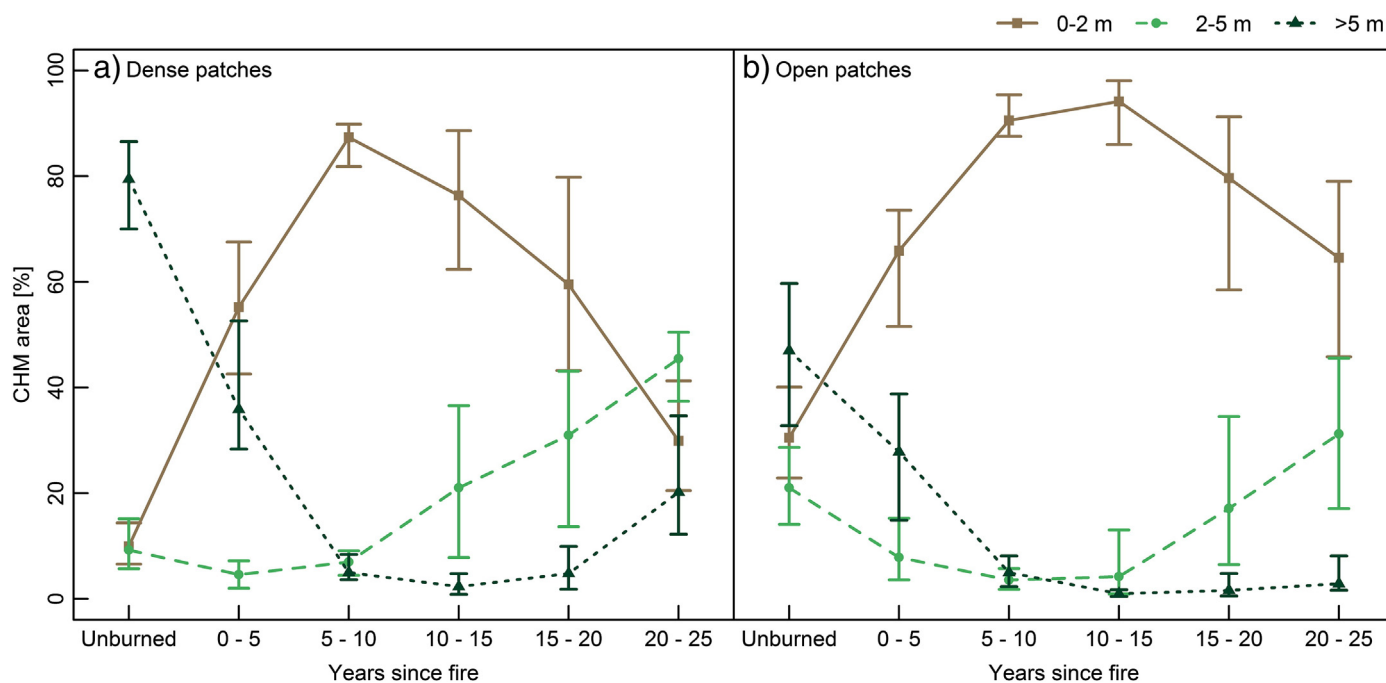 0-2 m 2-5 m >5 m
a) Dense patches
b) Open patches
100
80
60
40
20
0
CHM area [%]
Unburned 0 - 5 5 - 10 10 - 15 15 - 20 20 - 25
Unburned 0 - 5 5 - 10 10 - 15 15 - 20 20 - 25
Years since fire
Years since fire